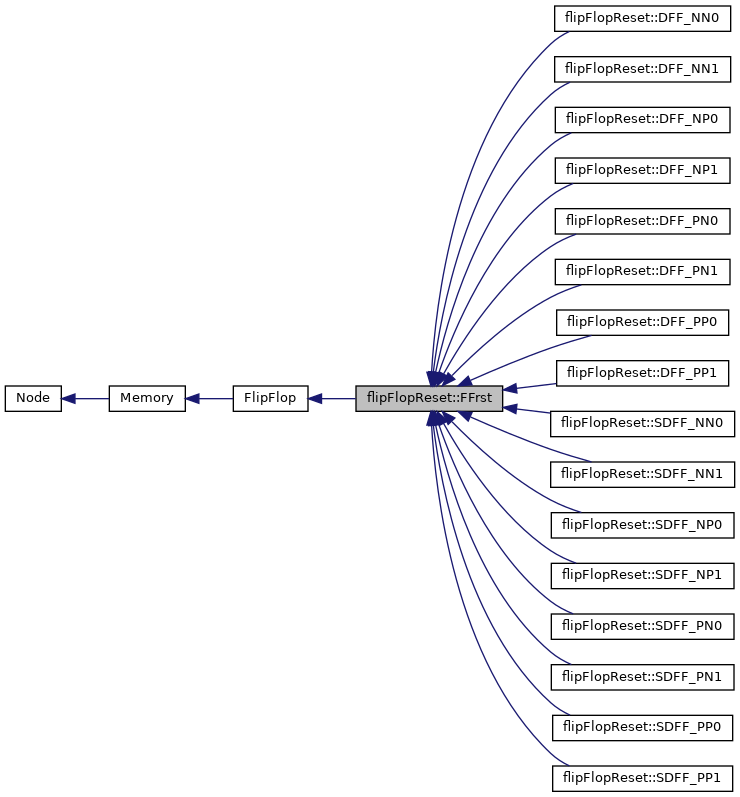 flipFlopReset::DFF_NN0
flipFlopReset::DFF_NN1
flipFlopReset::DFF_NP0
flipFlopReset::DFF_NP1
flipFlopReset::DFF_PN0
flipFlopReset::DFF_PN1
flipFlopReset::DFF_PP0
flipFlopReset::DFF_PP1
Node
Memory
FlipFlop
flipFlopReset::FFrst
flipFlopReset::SDFF_NN0
flipFlopReset::SDFF_NN1
flipFlopReset::SDFF_NP0
flipFlopReset::SDFF_NP1
flipFlopReset::SDFF_PN0
flipFlopReset::SDFF_PN1
flipFlopReset::SDFF_PP0
flipFlopReset::SDFF_PP1